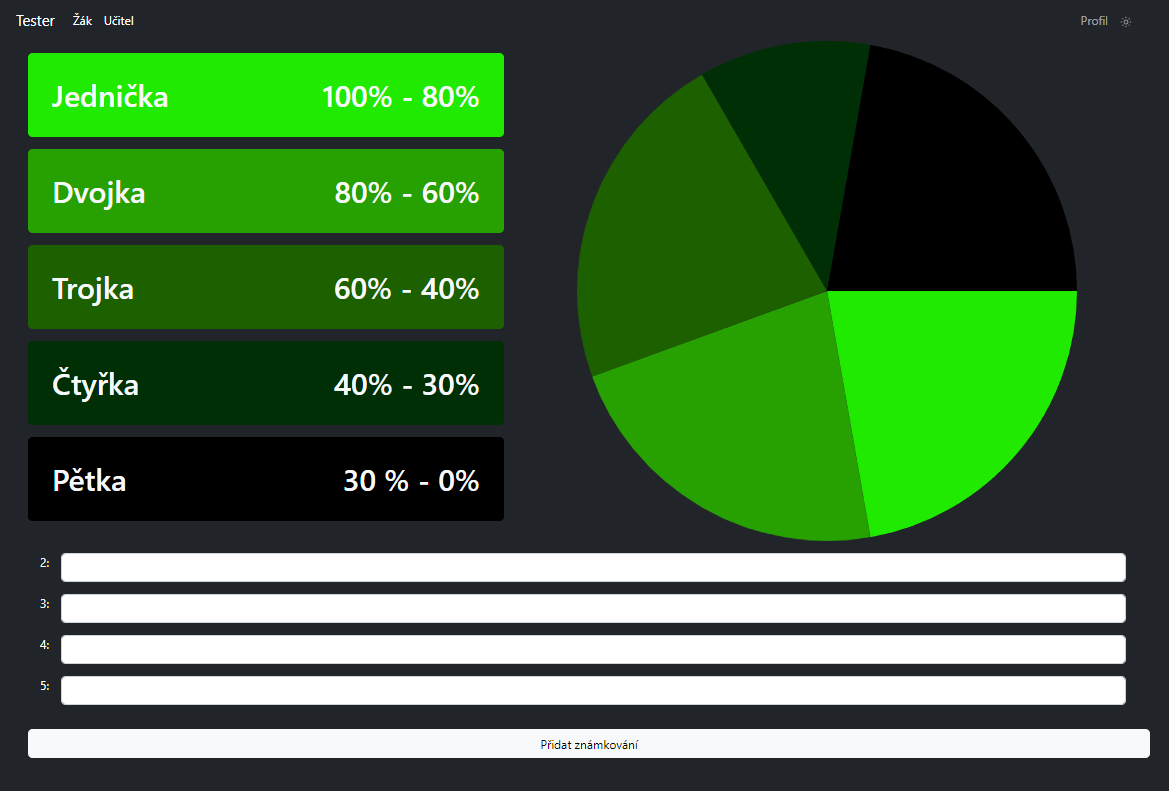 Tester Žák Učitel Profil
Jednička 100% - 80%
Dvojka 80% - 60%
Trojka 60% - 40%
Čtyřka 40% - 30%
Pětka 30 % - 0%
2:
3:
4:
5:
Přidat známkování